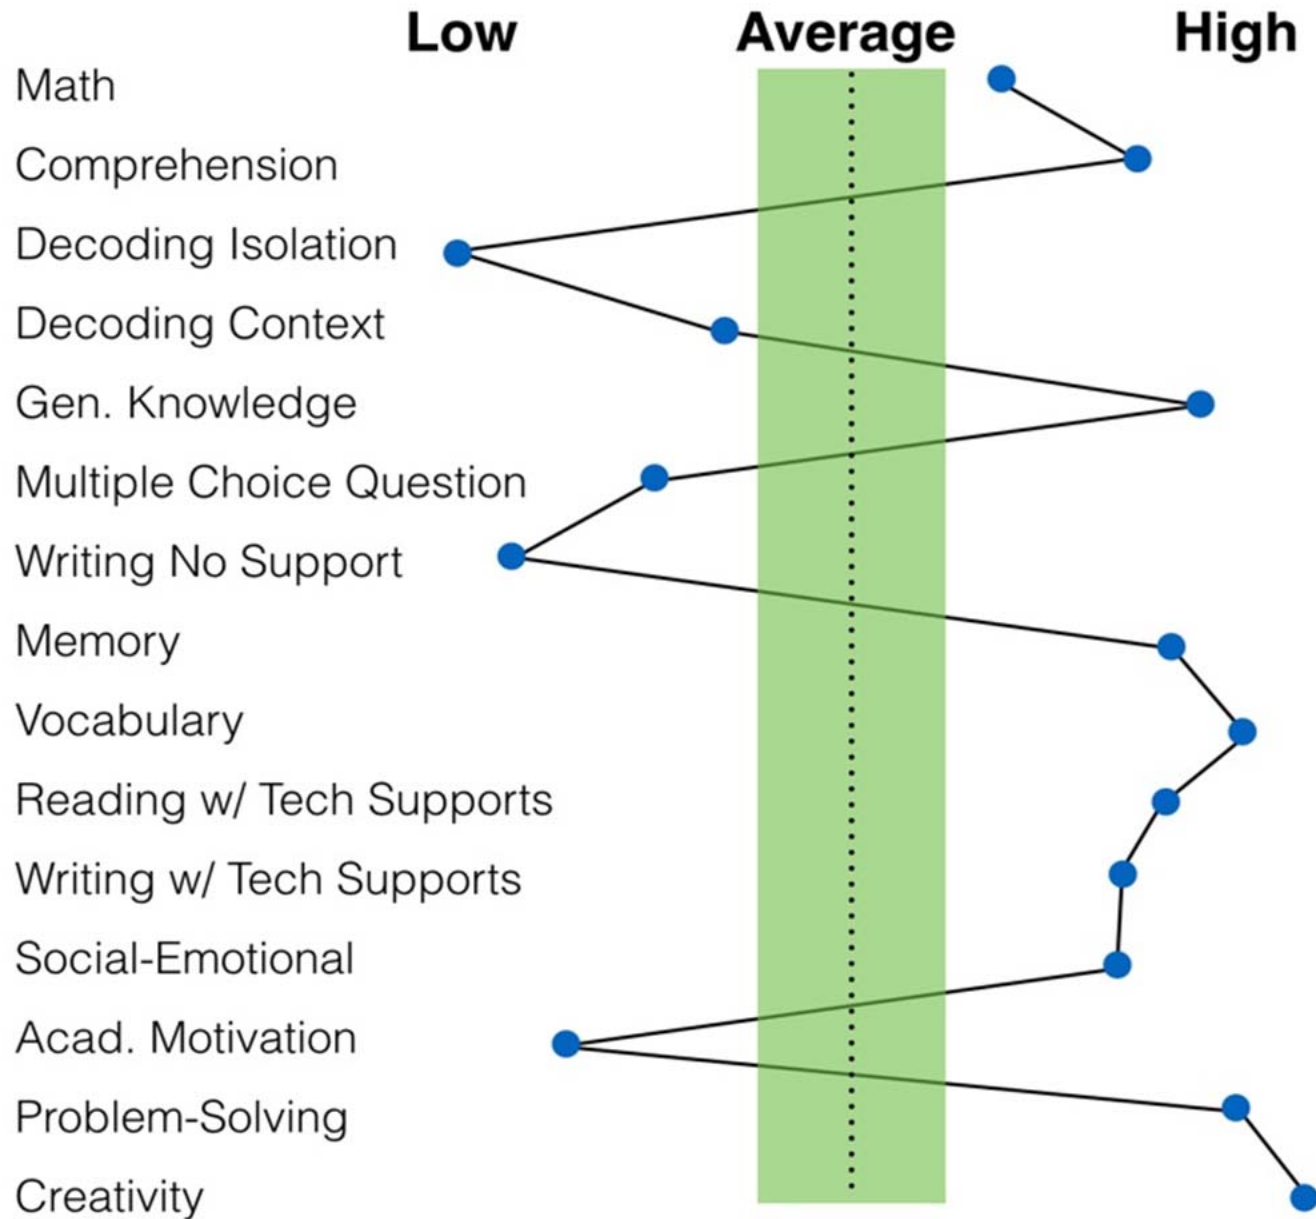 Low Average High
Math
Comprehension
Decoding Isolation
Decoding Context
Gen. Knowledge
Multiple Choice Question
Writing No Support
Memory
Vocabulary
Reading w/ Tech Supports
Writing w/ Tech Supports
Social-Emotional
Acad. Motivation
Problem-Solving
Creativity